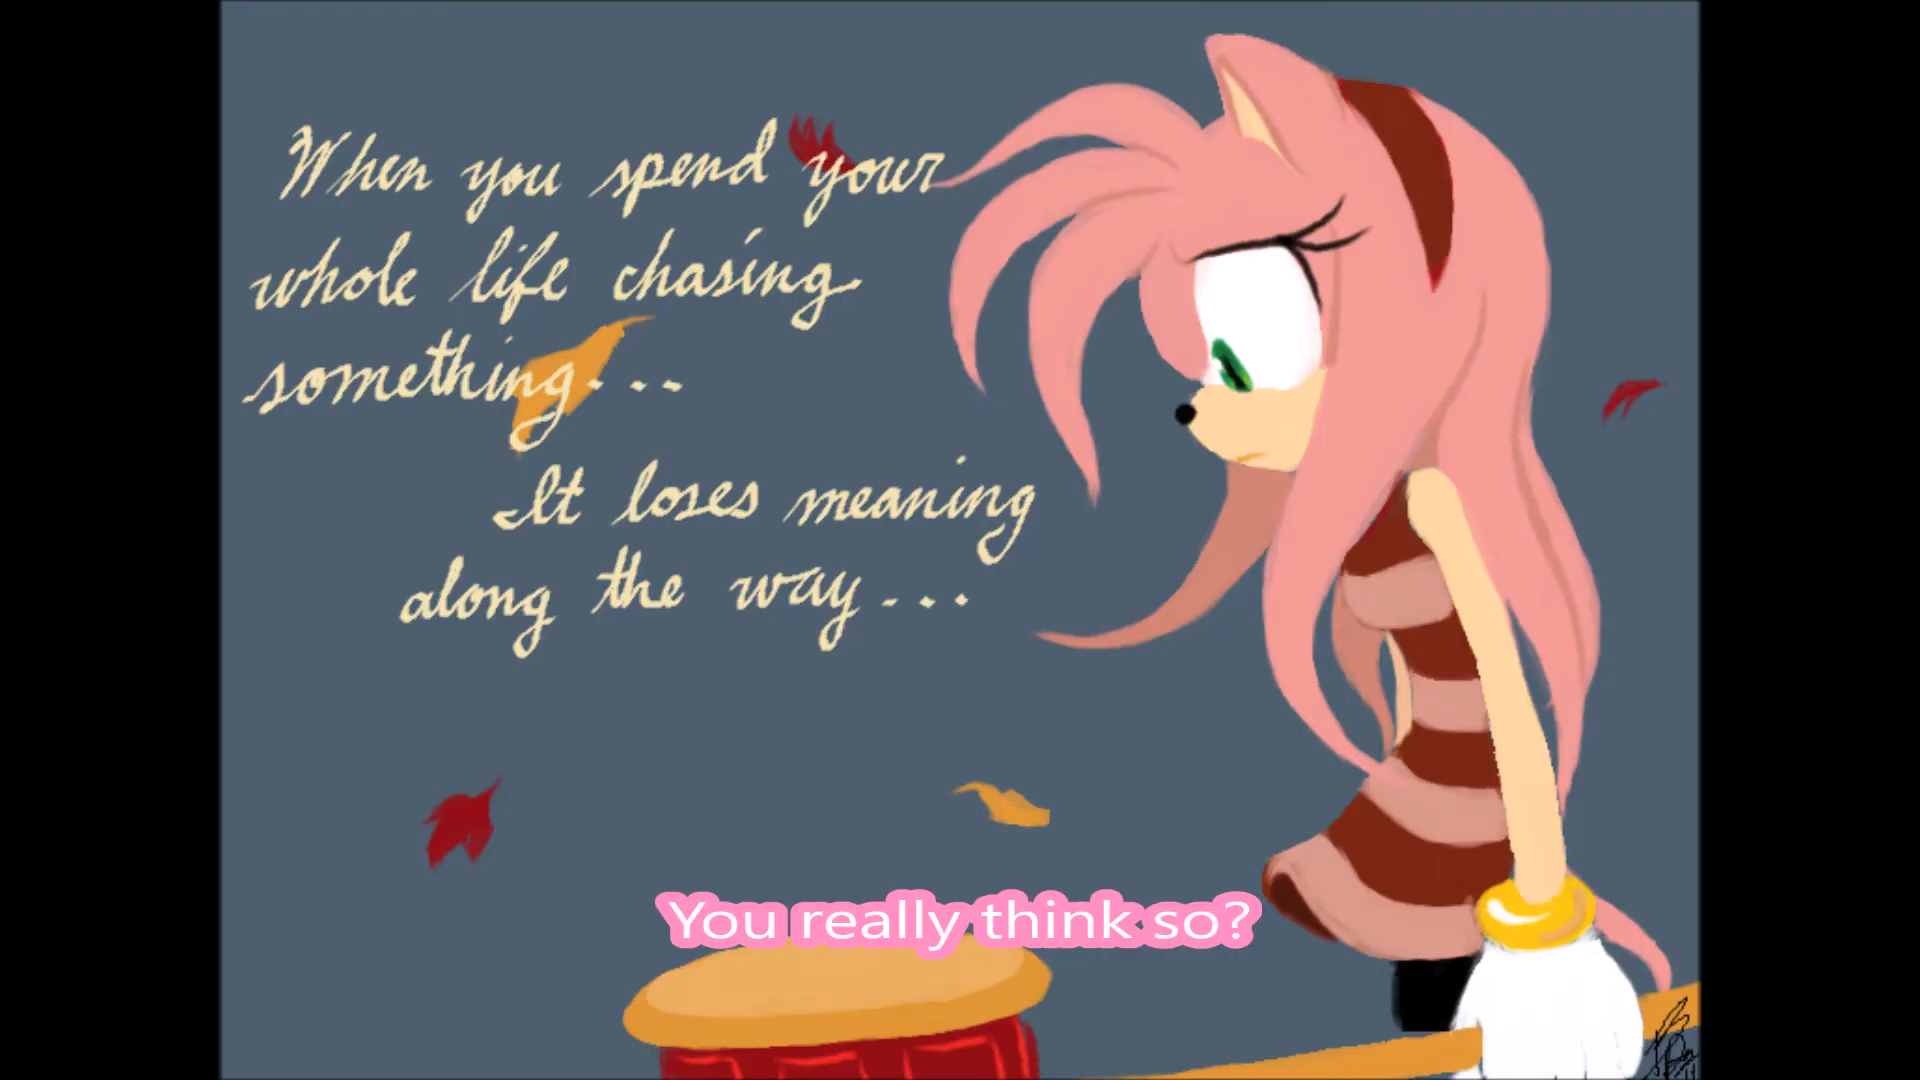 When you spend your
whole life chasing
something...
It loses meaning
along the way...
You really think so?